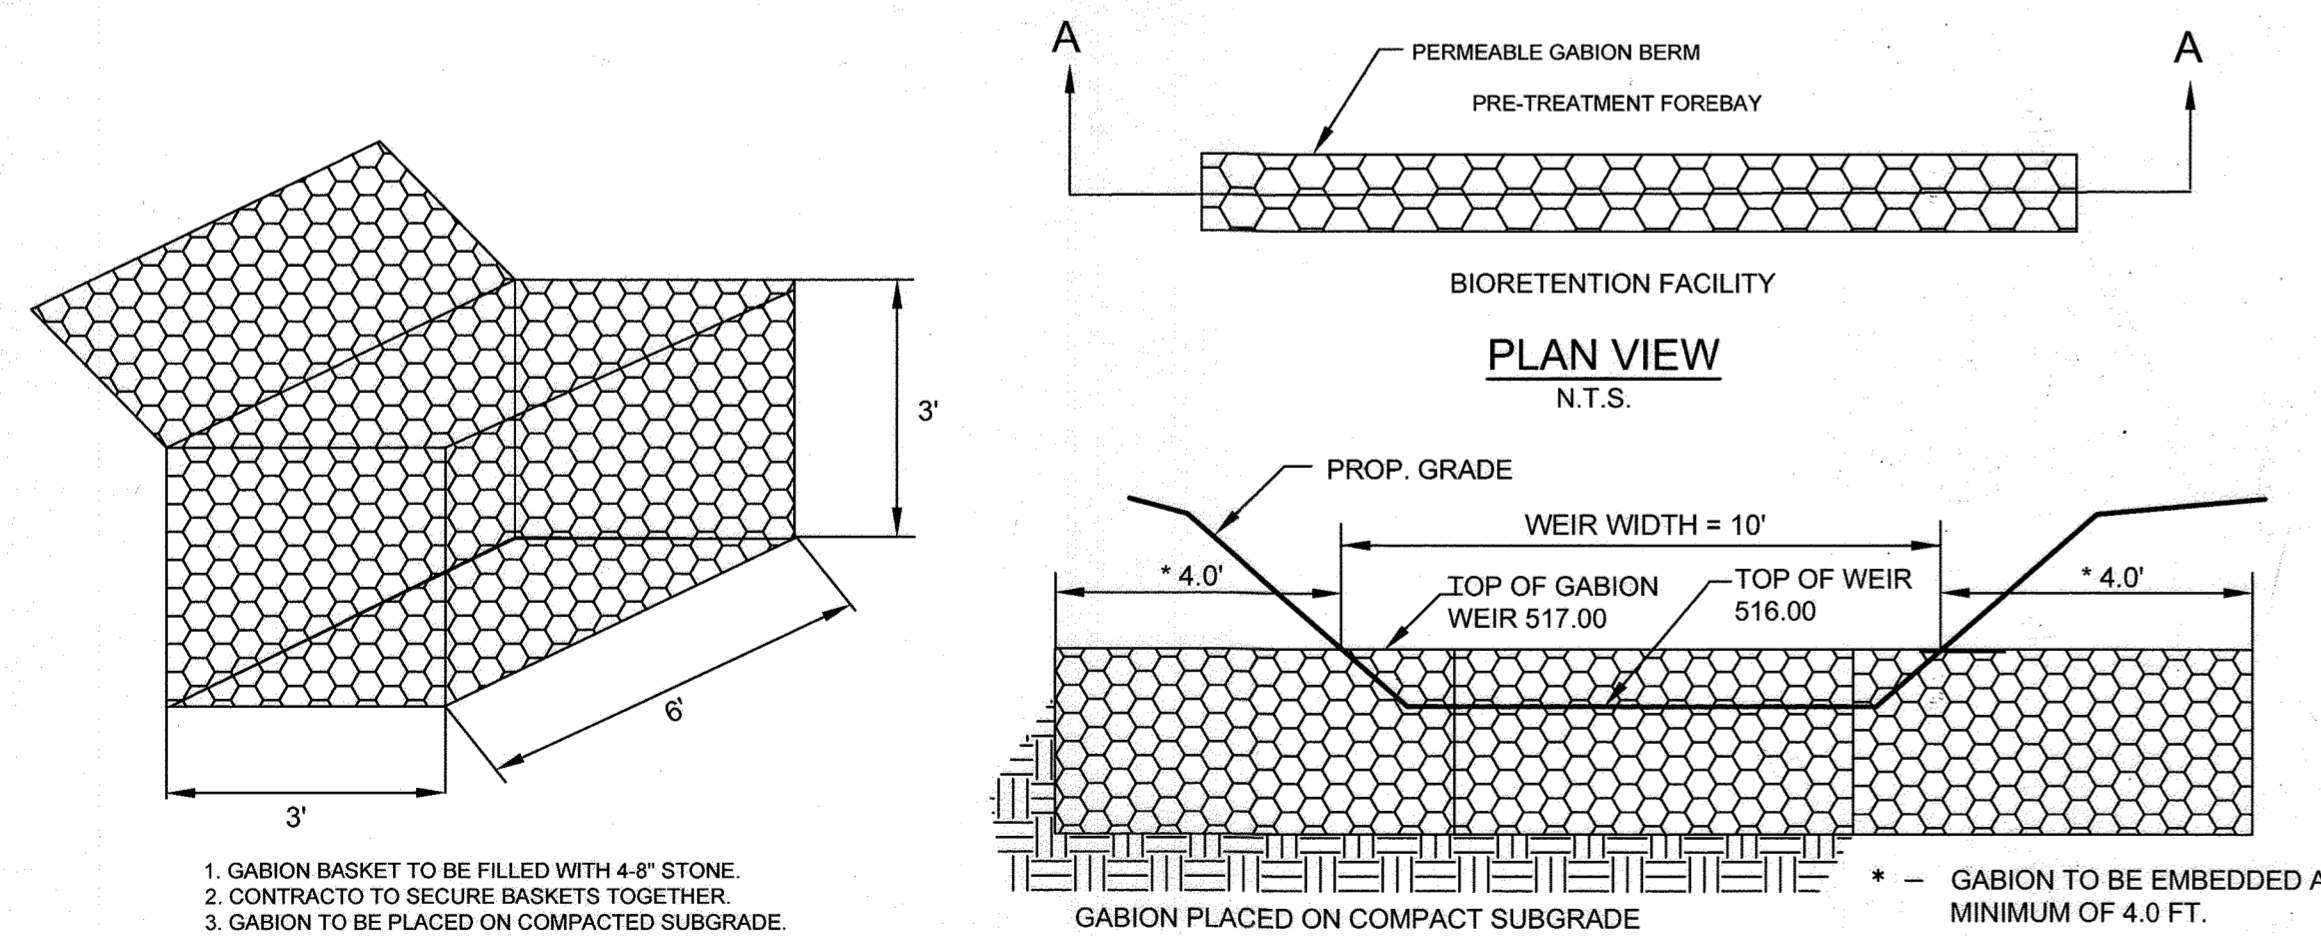 A
A
PERMEABLE GABION BERM
PRE-TREATMENT FOREBAY
BIORETENTION FACILITY
PLAN VIEW
N.T.S.
3'
6'
3'
1. GABION BASKET TO BE FILLED WITH 4-8" STONE.
2. CONTRACTO TO SECURE BASKETS TOGETHER.
3. GABION TO BE PLACED ON COMPACTED SUBGRADE.
PROP. GRADE
WEIR WIDTH = 10'
* 4.0'
* 4.0'
TOP OF GABION
WEIR 517.00
TOP OF WEIR
516.00
GABION PLACED ON COMPACT SUBGRADE
* – GABION TO BE EMBEDDED A
MINIMUM OF 4.0 FT.